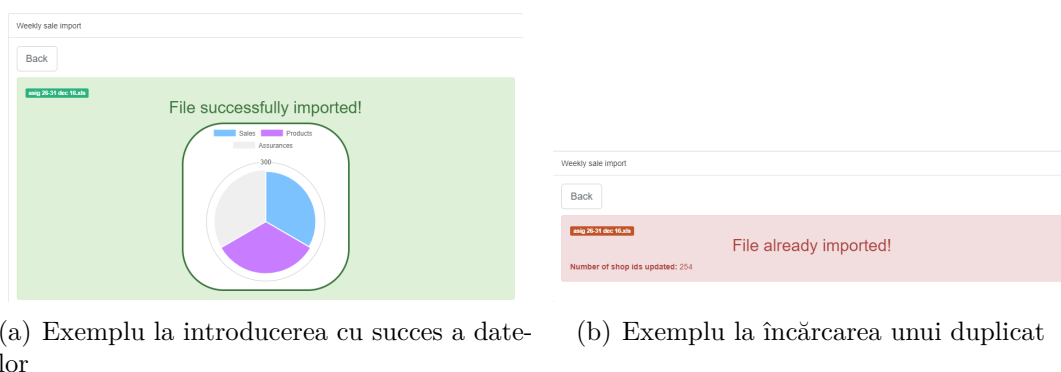 Weekly sale import
Back
asig 26-31 dec 16.xls
File successfully imported!
Sales Products
Assurances
300
(a) Exemplu la introducerea cu succes a date-
lor
Weekly sale import
Back
asig 26-31 dec 16.xls
File already imported!
Number of shop ids updated: 254
(b) Exemplu la încărcarea unui duplicat